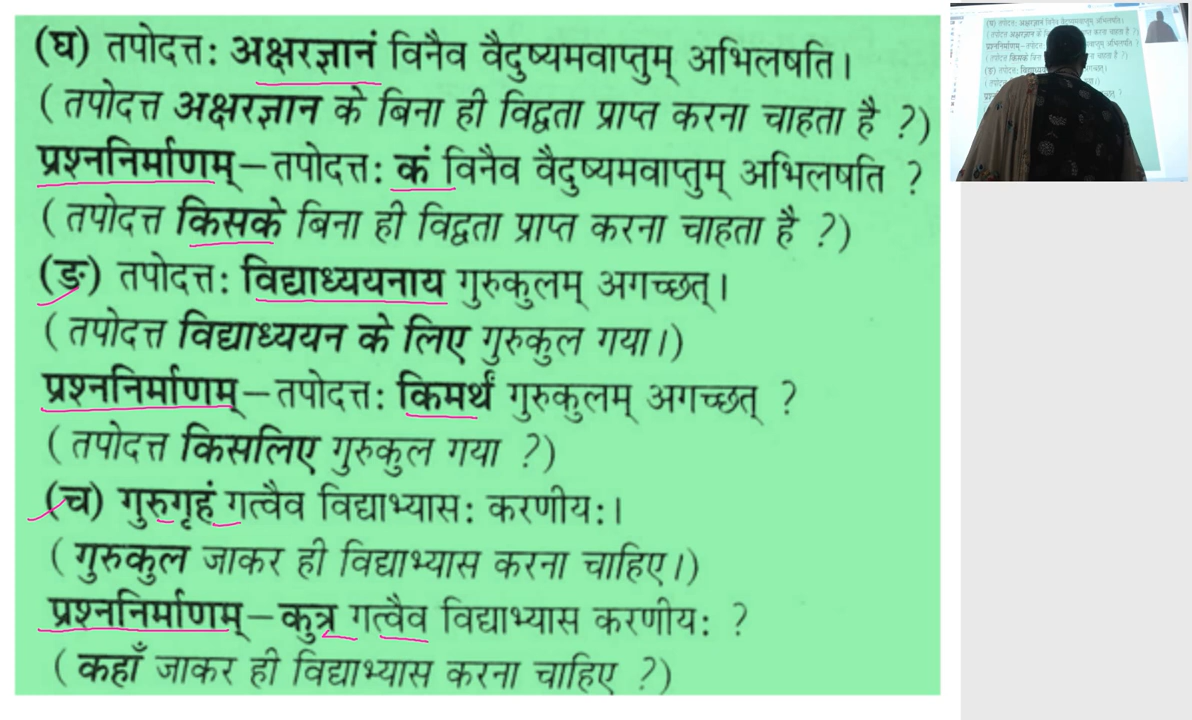 (घ) तपोदत्त: अक्षरज्ञानं विनैव वैदुष्यमवाप्तुम् अभिलषति।
( तपोदत्त अक्षरज्ञान के बिना ही विद्वता प्राप्त करना चाहता है ?)
प्रश्ननिर्माणम्–तपोदत्त: कं विनैव वैदुष्यमवाप्तुम् अभिलषति ?
( तपोदत्त किसके बिना ही विद्वता प्राप्त करना चाहता है ?)
(ङ) तपोदत्त: विद्याध्ययनाय गुरुकुलम् अगच्छत्।
( तपोदत्त विद्याध्ययन के लिए गुरुकुल गया।)
प्रश्ननिर्माणम्–तपोदत्त: किमर्थं गुरुकुलम् अगच्छत् ?
( तपोदत्त किसलिए गुरुकुल गया ?)
(च) गुरुगृहं गत्वैव विद्याभ्यास: करणीय:।
( गुरुकुल जाकर ही विद्याभ्यास करना चाहिए।)
प्रश्ननिर्माणम्–कुत्र गत्वैव विद्याभ्यास करणीय: ?
( कहाँ जाकर ही विद्याभ्यास करना चाहिए ?)